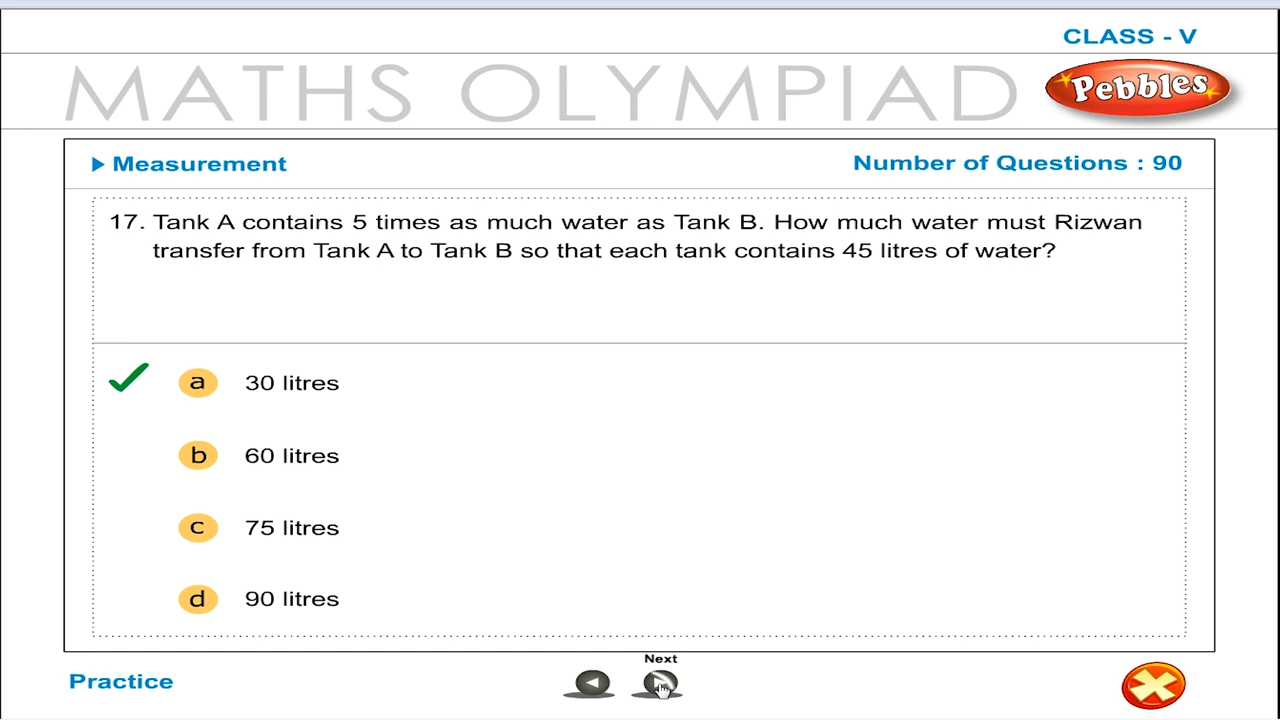 CLASS - V
MATHS OLYMPIAD
Pebbles
Measurement
Number of Questions : 90
17. Tank A contains 5 times as much water as Tank B. How much water must Rizwan
transfer from Tank A to Tank B so that each tank contains 45 litres of water?
a 30 litres
b 60 litres
c 75 litres
d 90 litres
Next
Practice